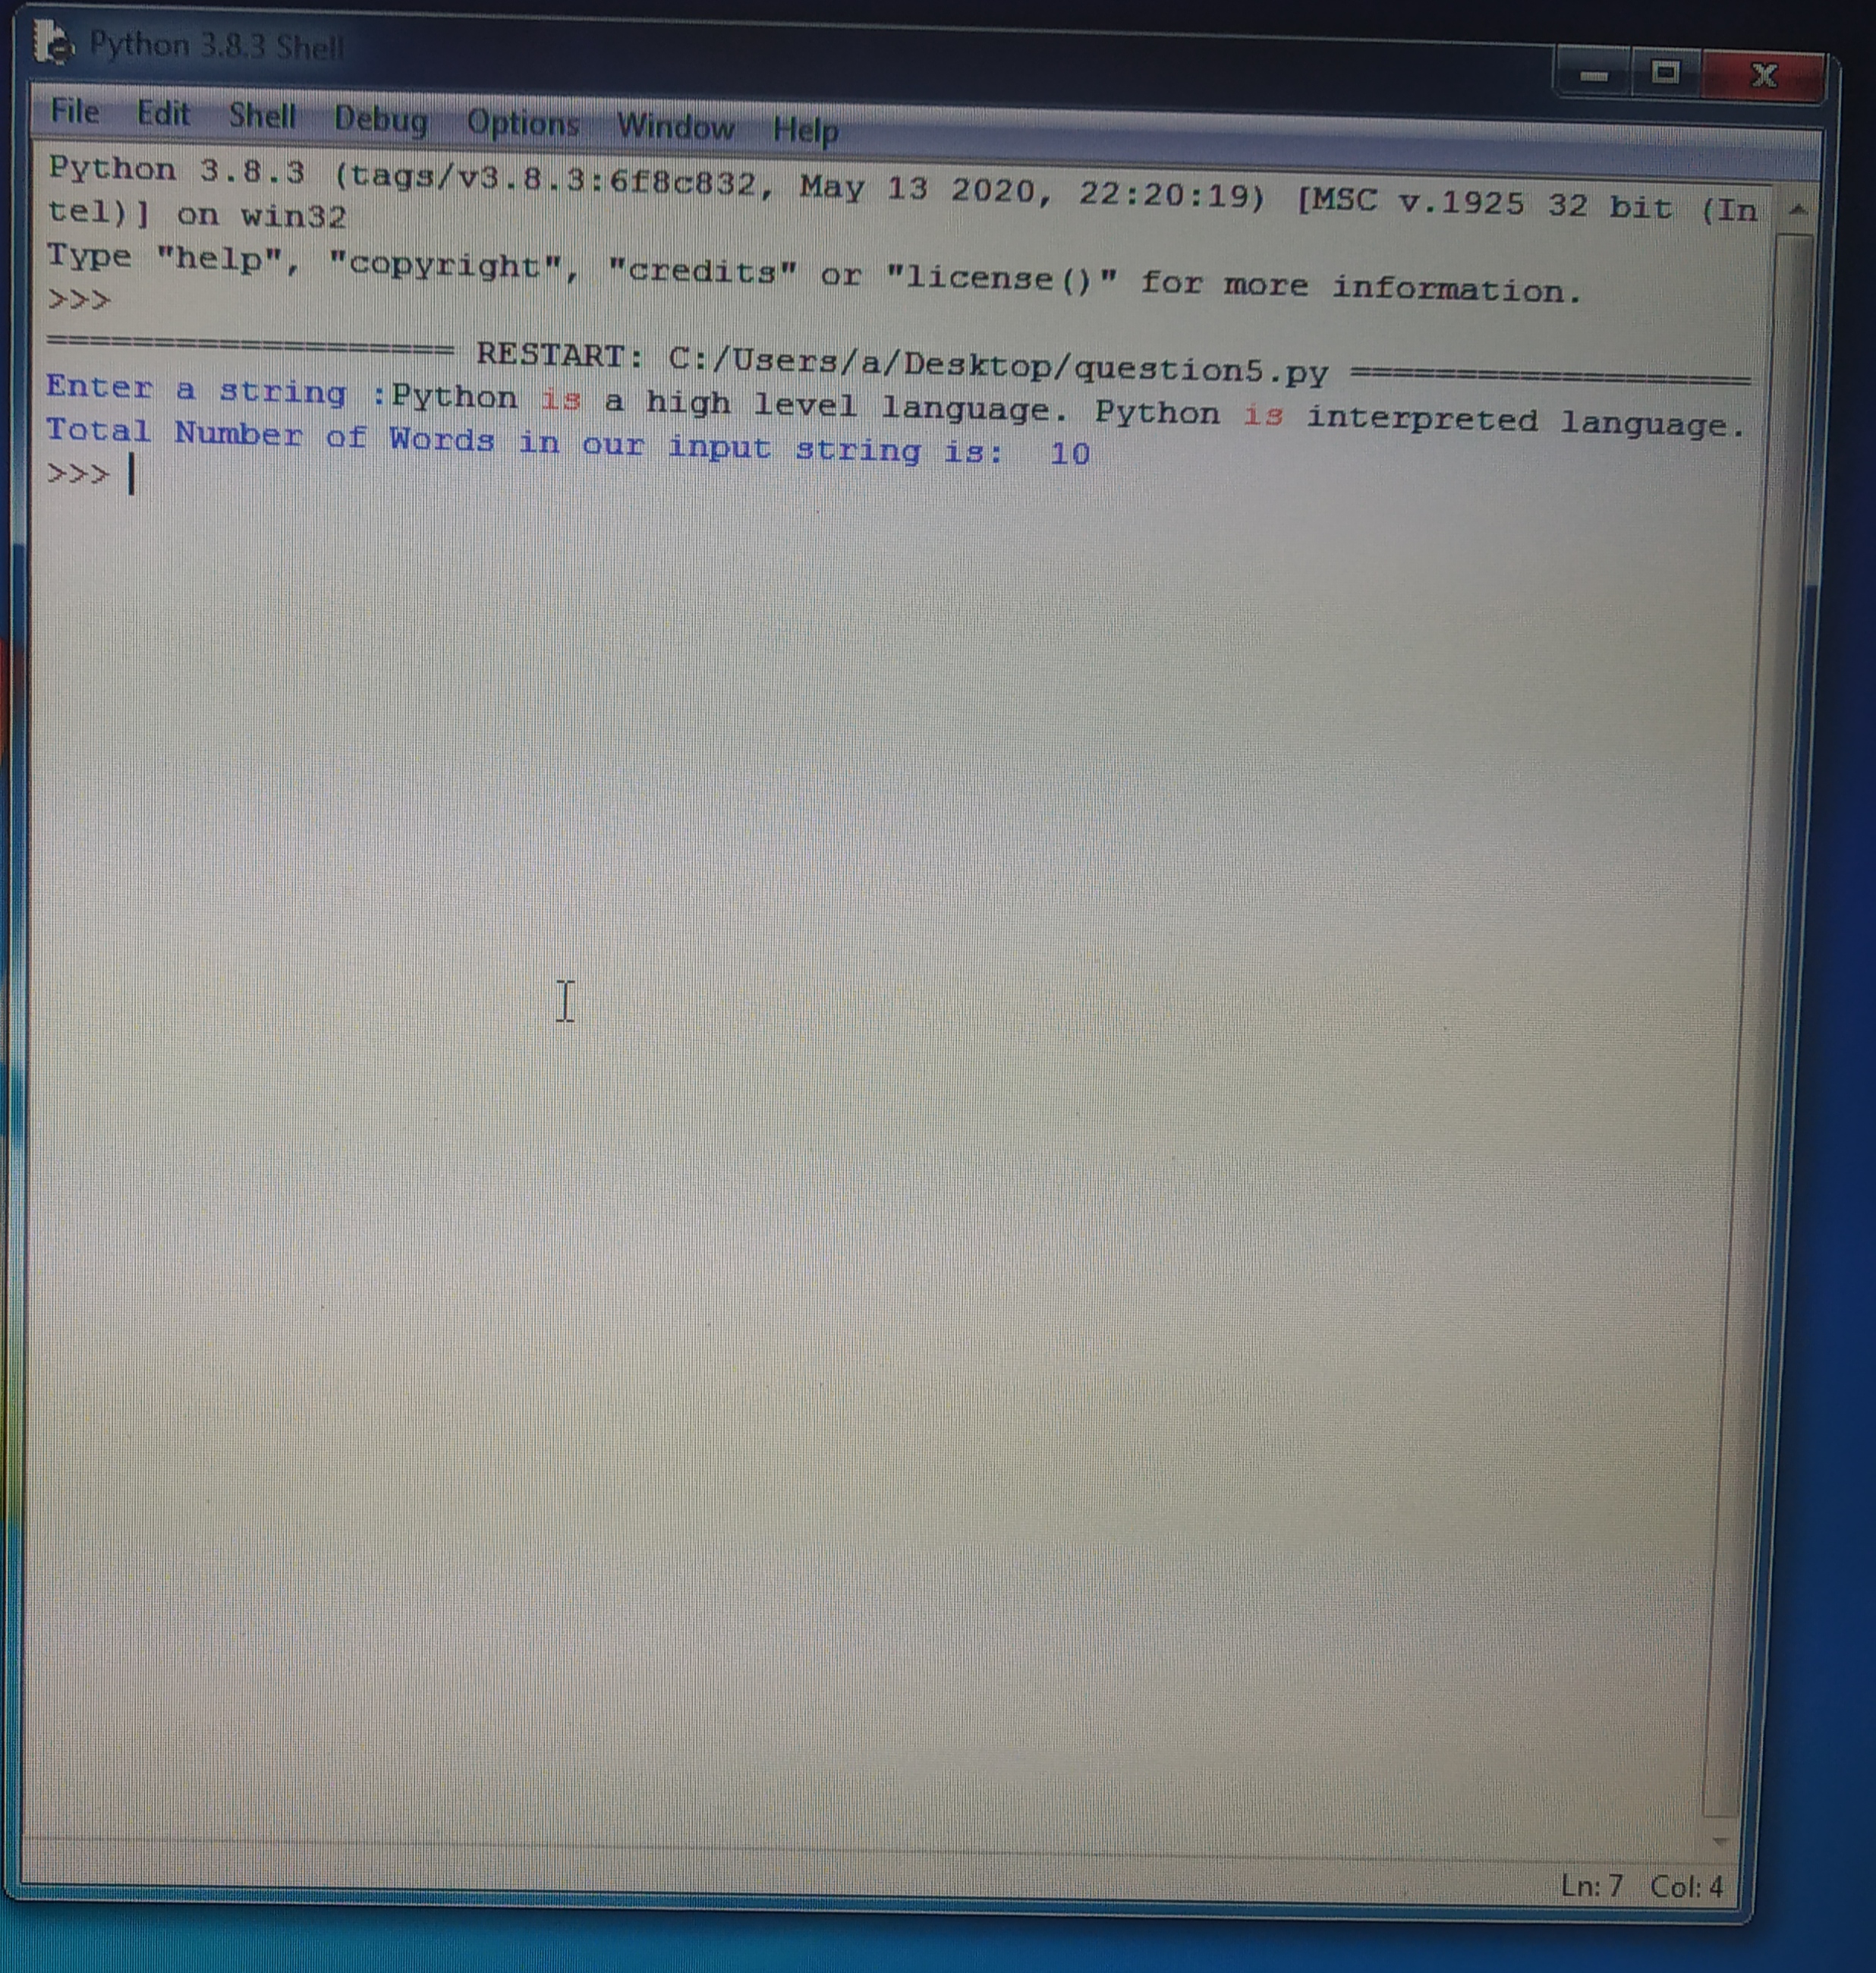 Python 3.8.3 Shell
File Edit Shell Debug Options Window Help
Python 3.8.3 (tags/v3.8.3:6f8c832, May 13 2020, 22:20:19) [MSC v.1925 32 bit (In
tel)] on win32
Type "help", "copyright", "credits" or "license()" for more information.
>>>
=================== RESTART: C:/Users/a/Desktop/question5.py ===================
Enter a string :Python is a high level language. Python is interpreted language.
Total Number of Words in our input string is:  10
>>>
Ln: 7 Col: 4